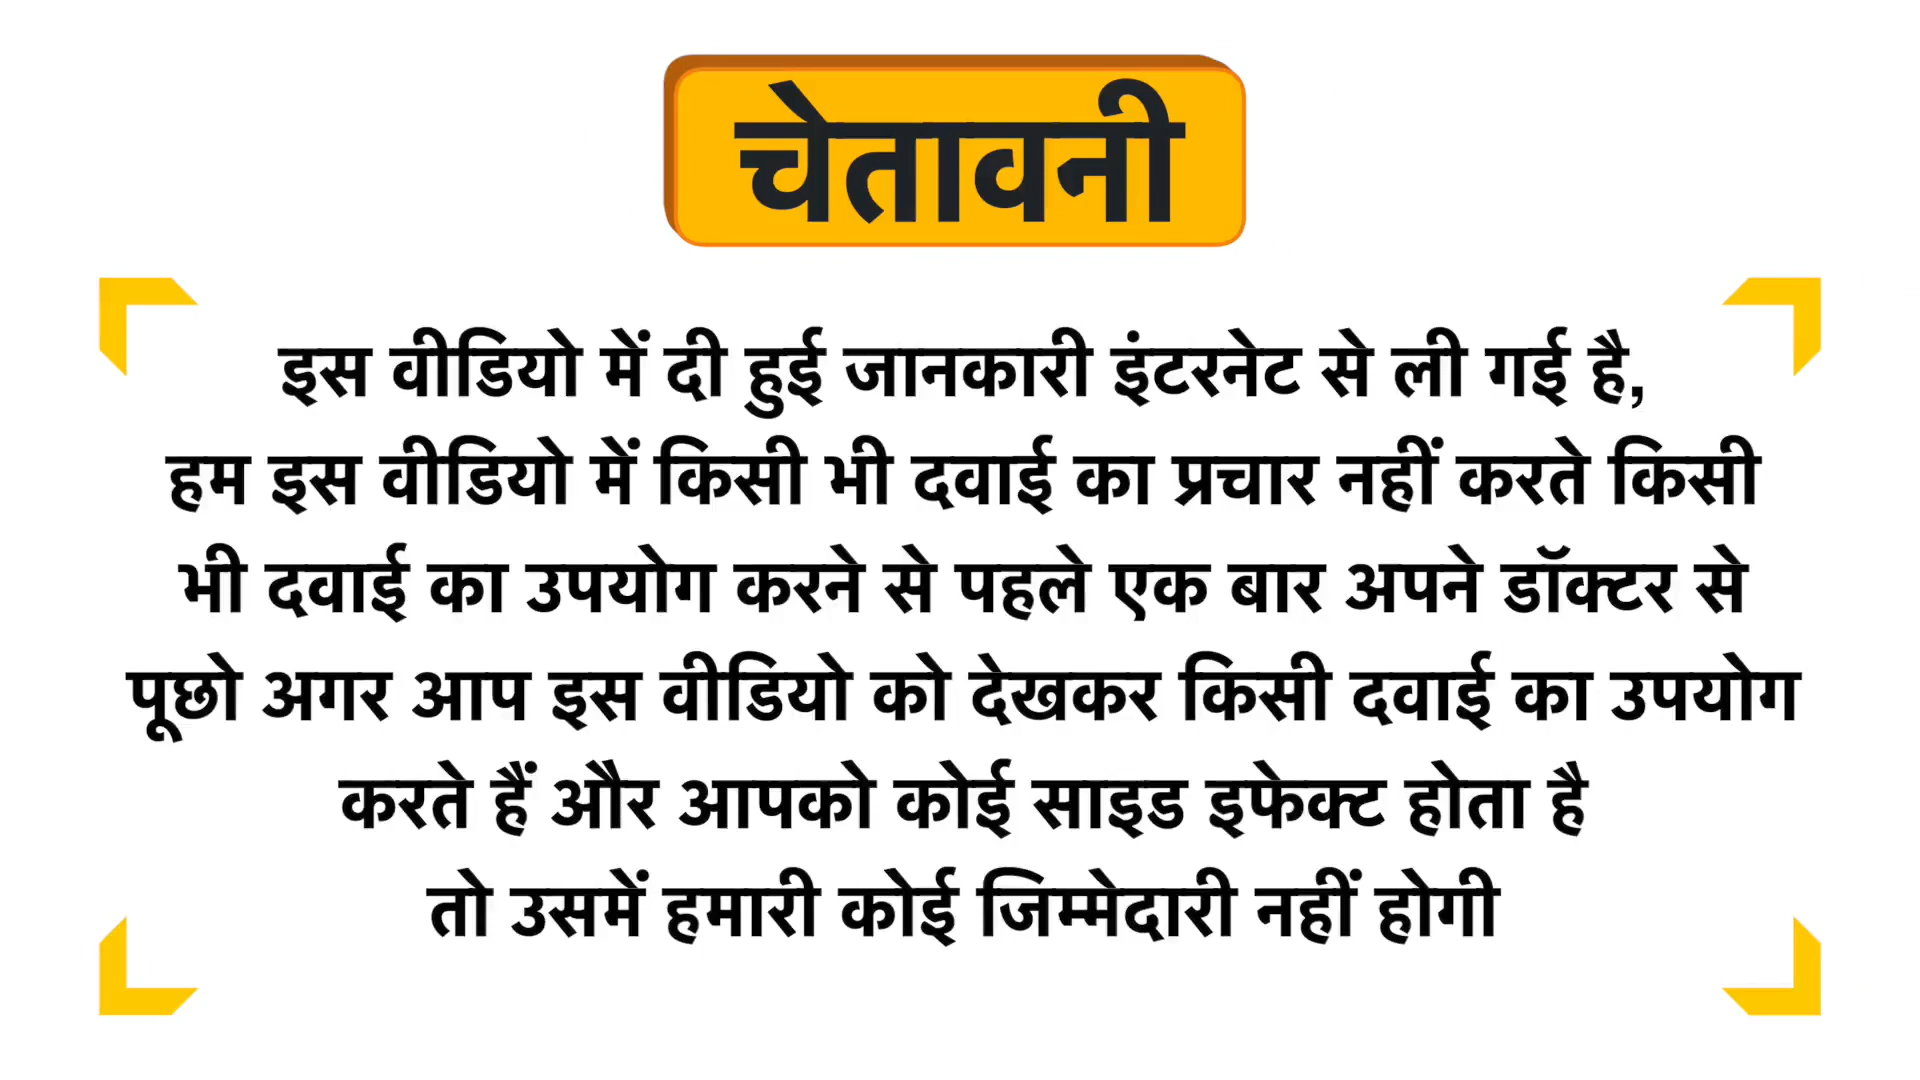 चेतावनी
इस वीडियो में दी हुई जानकारी इंटरनेट से ली गई है,
हम इस वीडियो में किसी भी दवाई का प्रचार नहीं करते किसी
भी दवाई का उपयोग करने से पहले एक बार अपने डॉक्टर से
पूछो अगर आप इस वीडियो को देखकर किसी दवाई का उपयोग
करते हैं और आपको कोई साइड इफेक्ट होता है
तो उसमें हमारी कोई जिम्मेदारी नहीं होगी